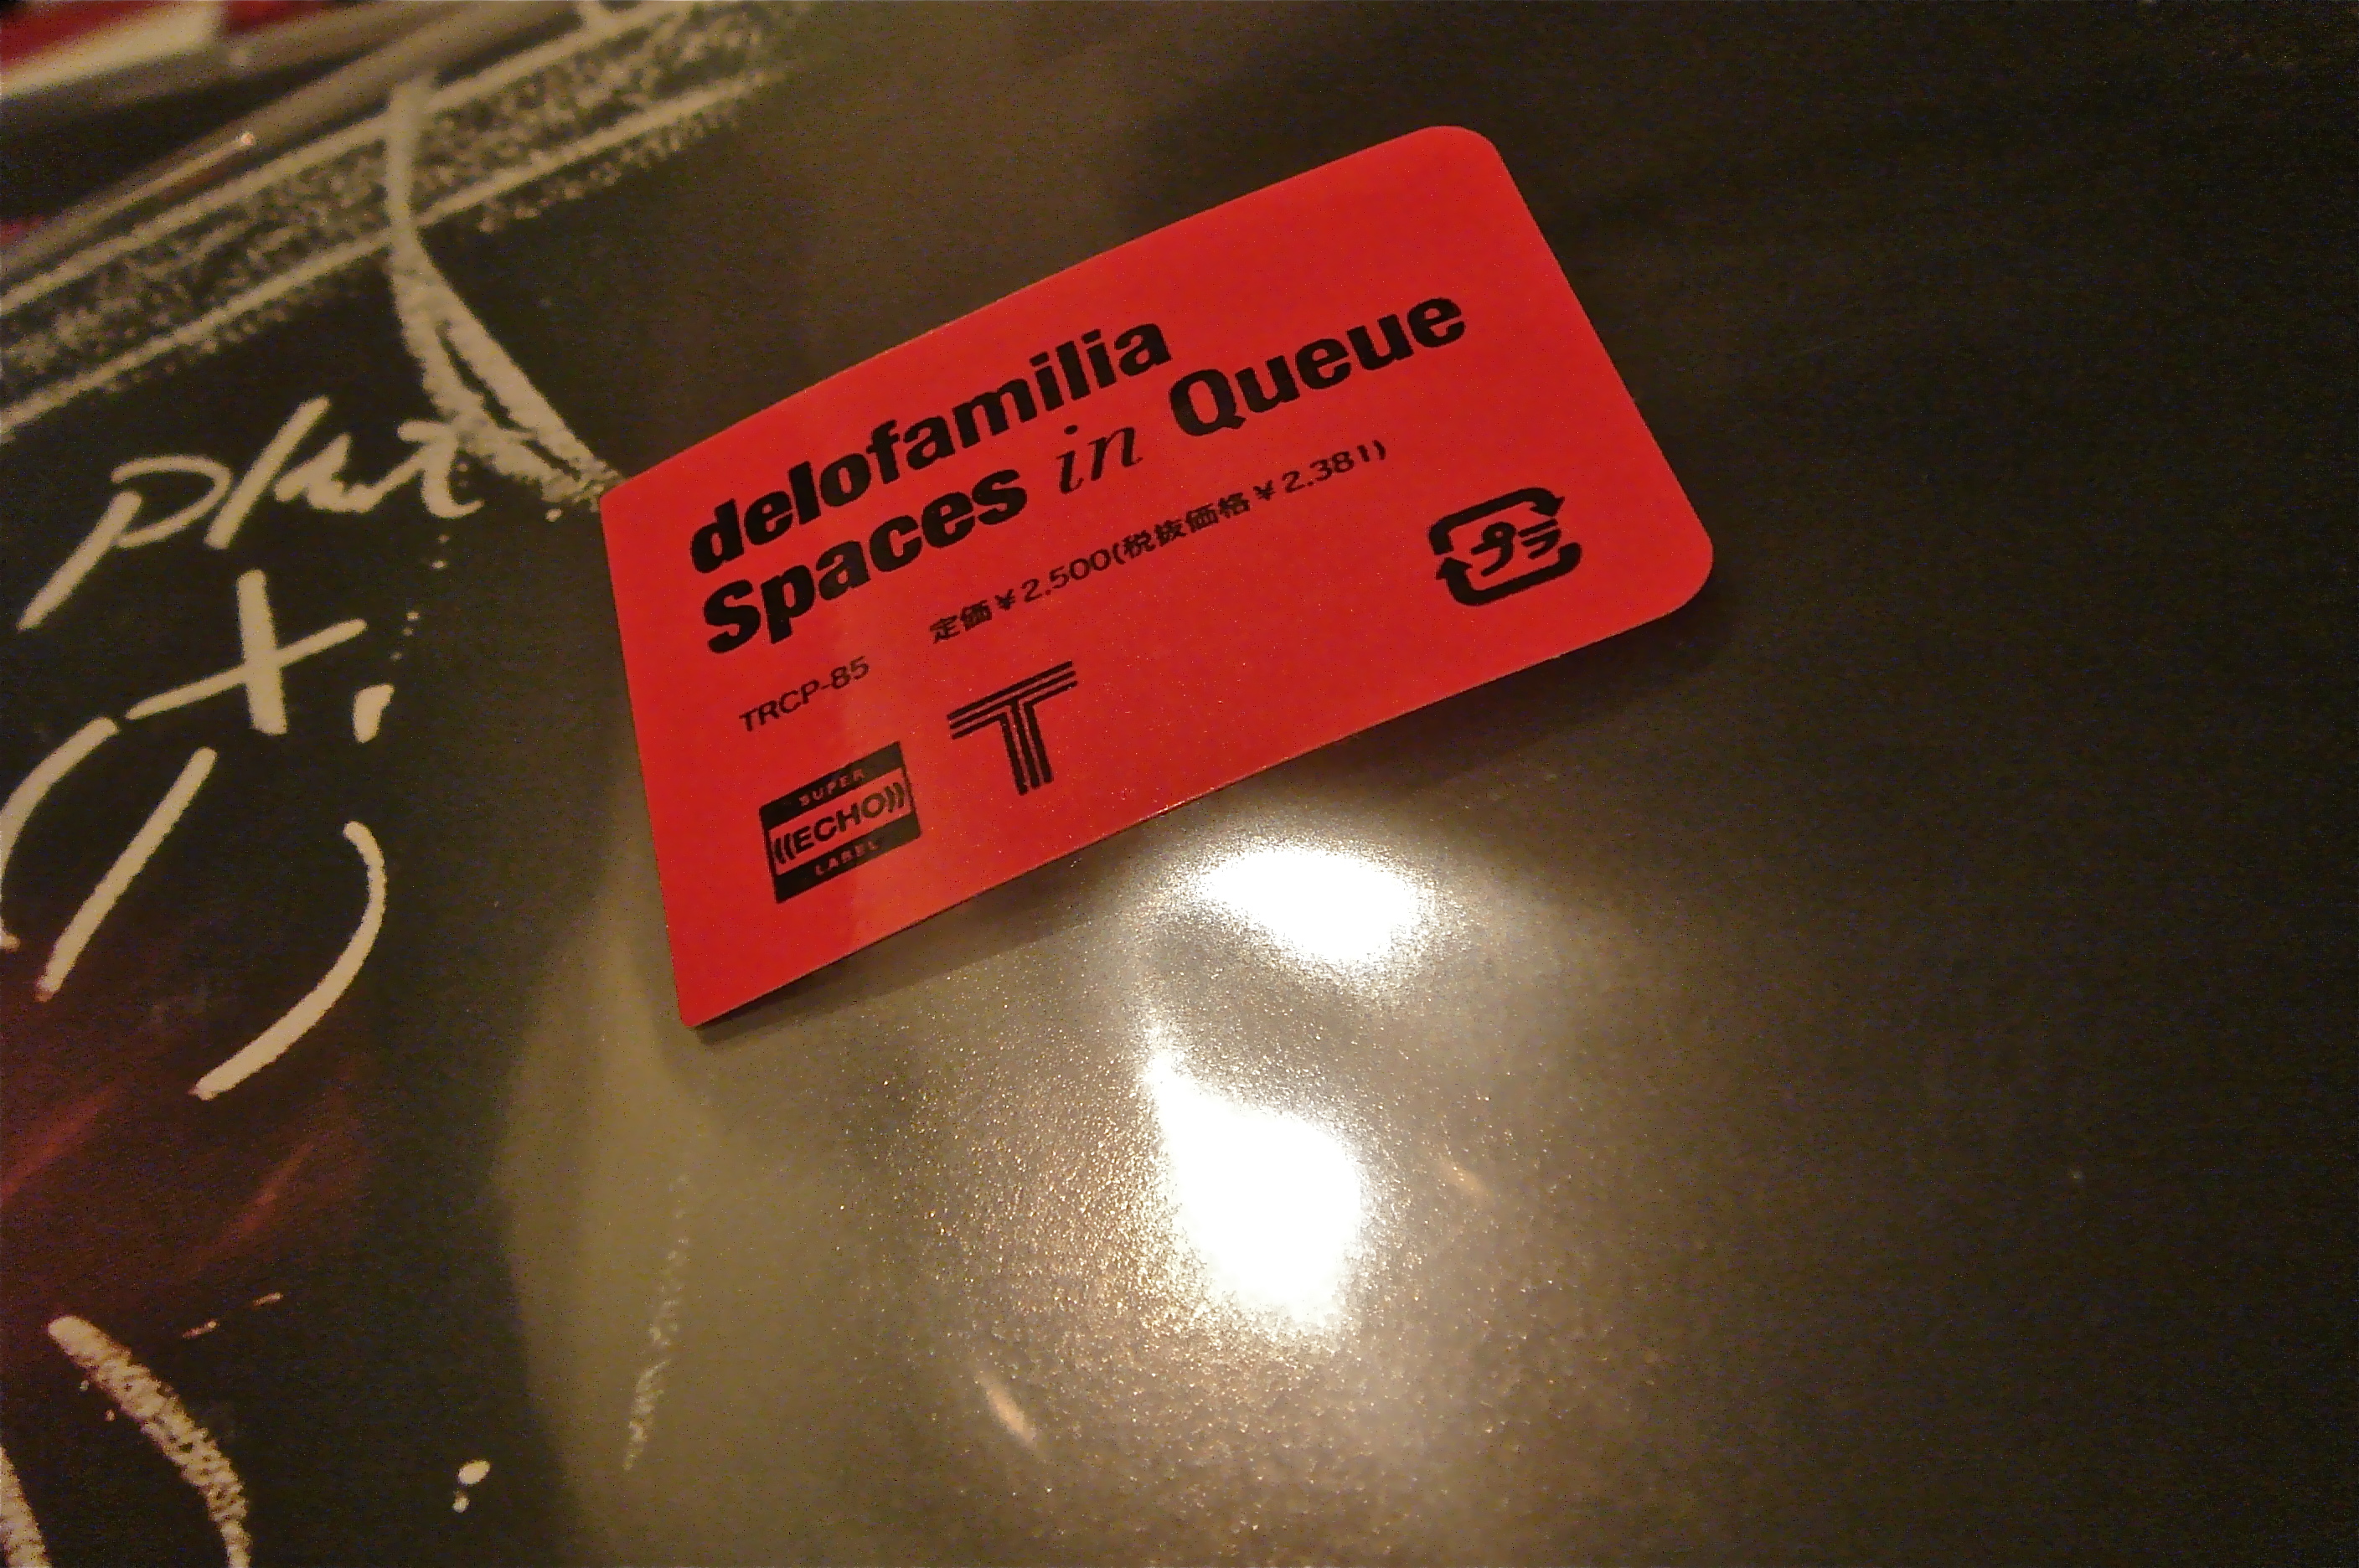 delofamilia
Spaces in Queue
TRCP-85 定価¥2,500(税抜価格¥2,381)
SUPER
((ECHO))
LABEL
T
プラ